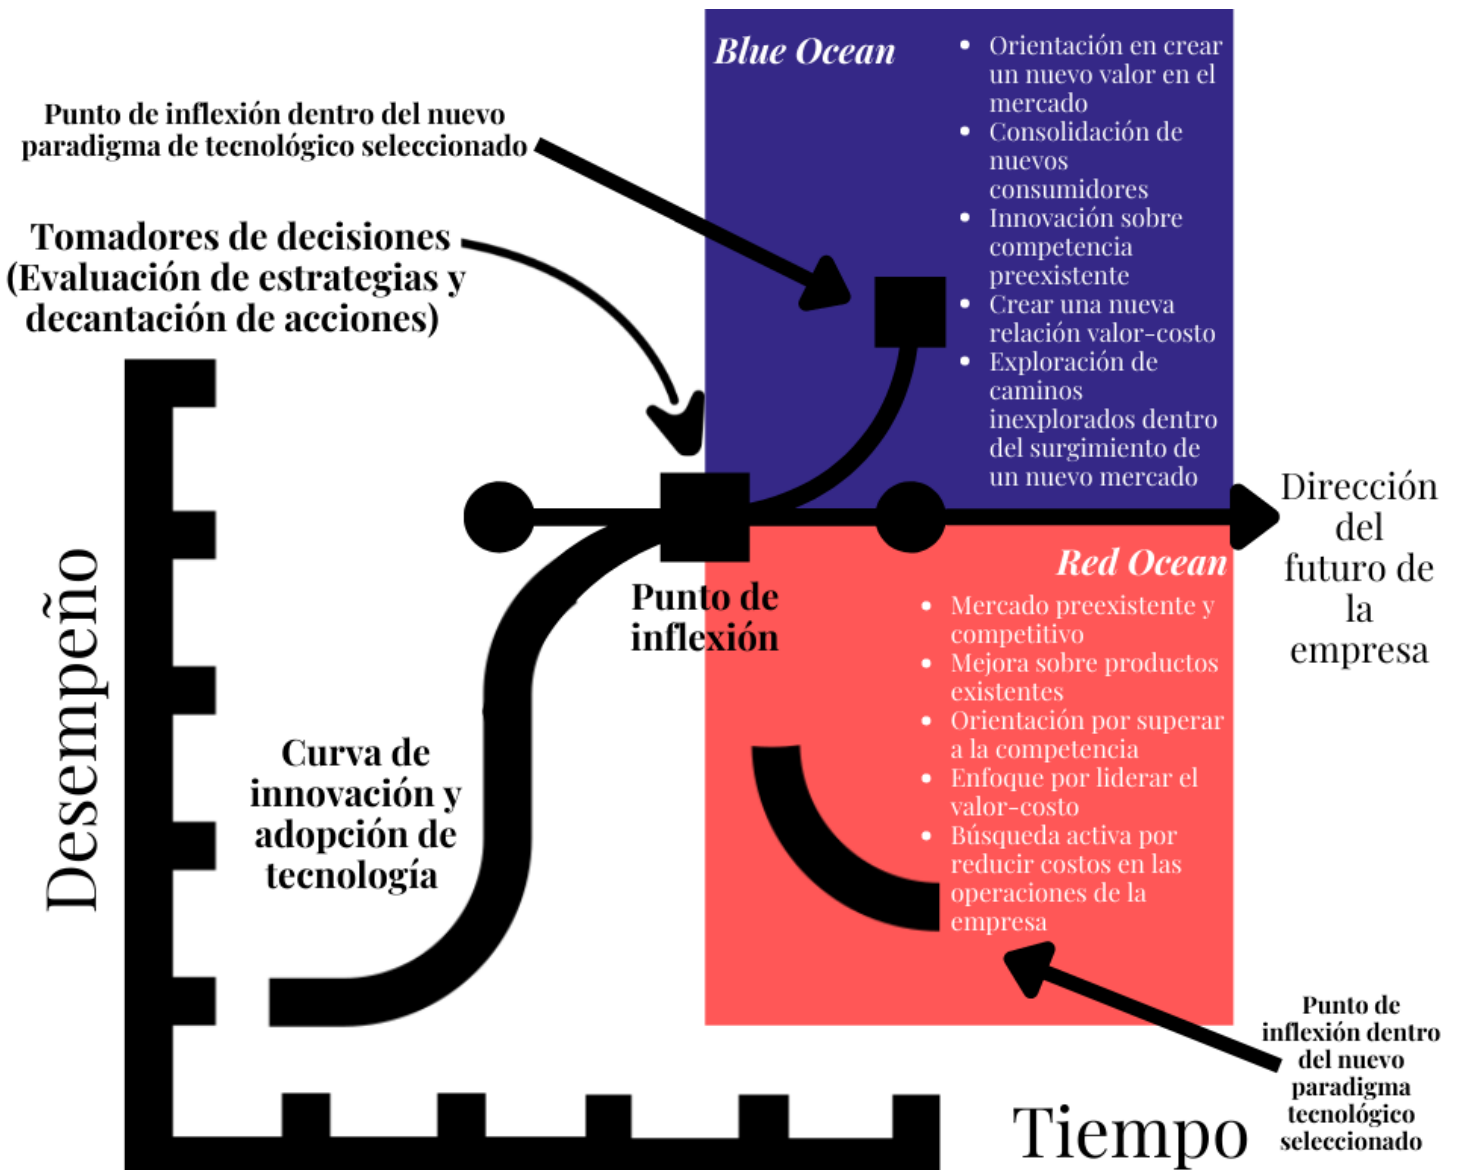 Blue Ocean
Orientación en crear
un nuevo valor en el
mercado
Consolidación de
nuevos
consumidores
Innovación sobre
competencia
preexistente
Crear una nueva
relación valor-costo
Exploración de
caminos
inexplorados dentro
del surgimiento de
un nuevo mercado
Punto de inflexión dentro del nuevo
paradigma de tecnológico seleccionado
Tomadores de decisiones
(Evaluación de estrategias y
decantación de acciones)
Dirección
del
futuro de
la
empresa
Red Ocean
Mercado preexistente y
competitivo
Mejora sobre productos
existentes
Orientación por superar
a la competencia
Enfoque por liderar el
valor-costo
Búsqueda activa por
reducir costos en las
operaciones de la
empresa
Punto de
inflexión
Desempeño
Curva de
innovación y
adopción de
tecnología
Punto de
inflexión dentro
del nuevo
paradigma
tecnológico
seleccionado
Tiempo